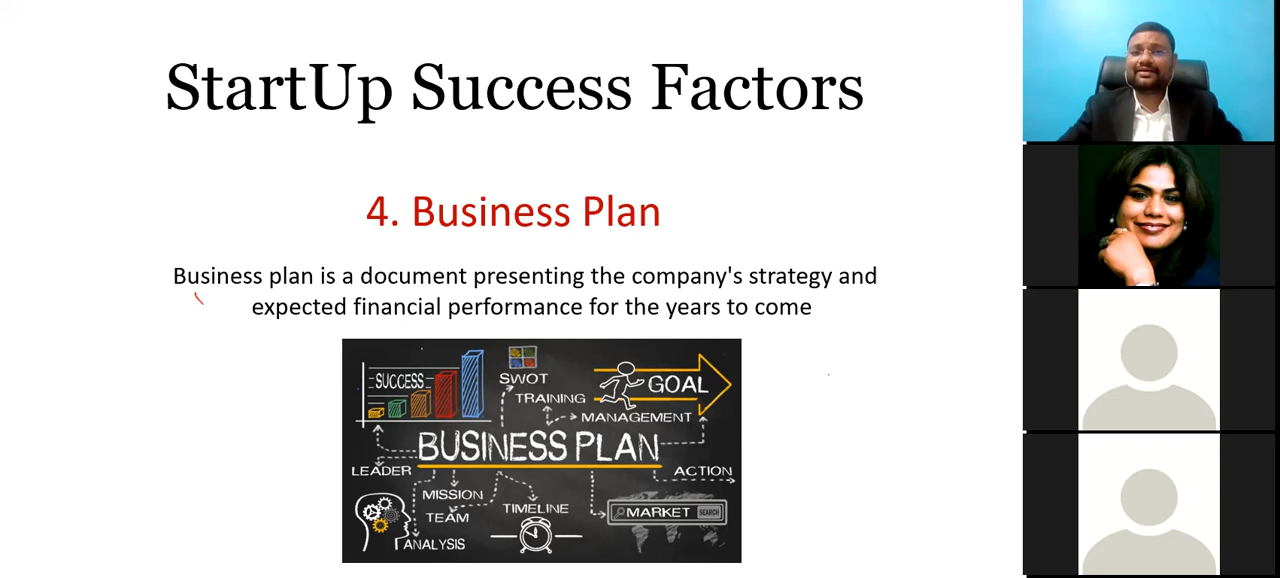 StartUp Success Factors
4. Business Plan
Business plan is a document presenting the company's strategy and
expected financial performance for the years to come
SUCCESS
SWOT
GOAL
TRAINING
MANAGEMENT
BUSINESS PLAN
LEADER
ACTION
MISSION
TEAM
TIMELINE
MARKET
SEARCH
ANALYSIS